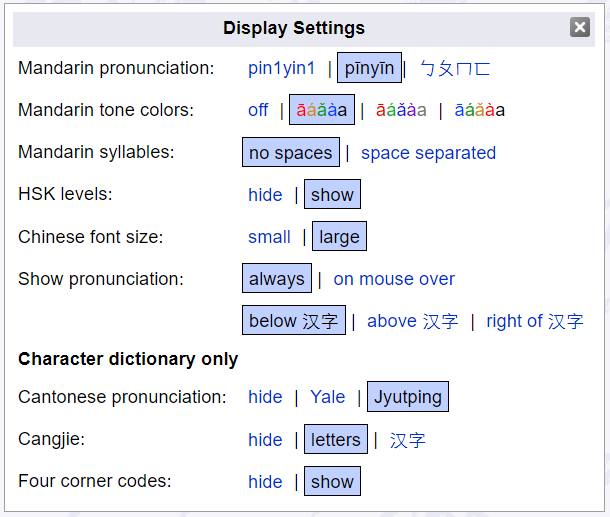 Display Settings
Mandarin pronunciation: pin1yin1 | pīnyīn | ㄅㄆㄇㄈ
Mandarin tone colors: off | āáǎàa | āáǎàa | āáǎàa
Mandarin syllables: no spaces | space separated
HSK levels: hide | show
Chinese font size: small | large
Show pronunciation: always | on mouse over
below 汉字 | above 汉字 | right of 汉字
Character dictionary only
Cantonese pronunciation: hide | Yale | Jyutping
Cangjie: hide | letters | 汉字
Four corner codes: hide | show